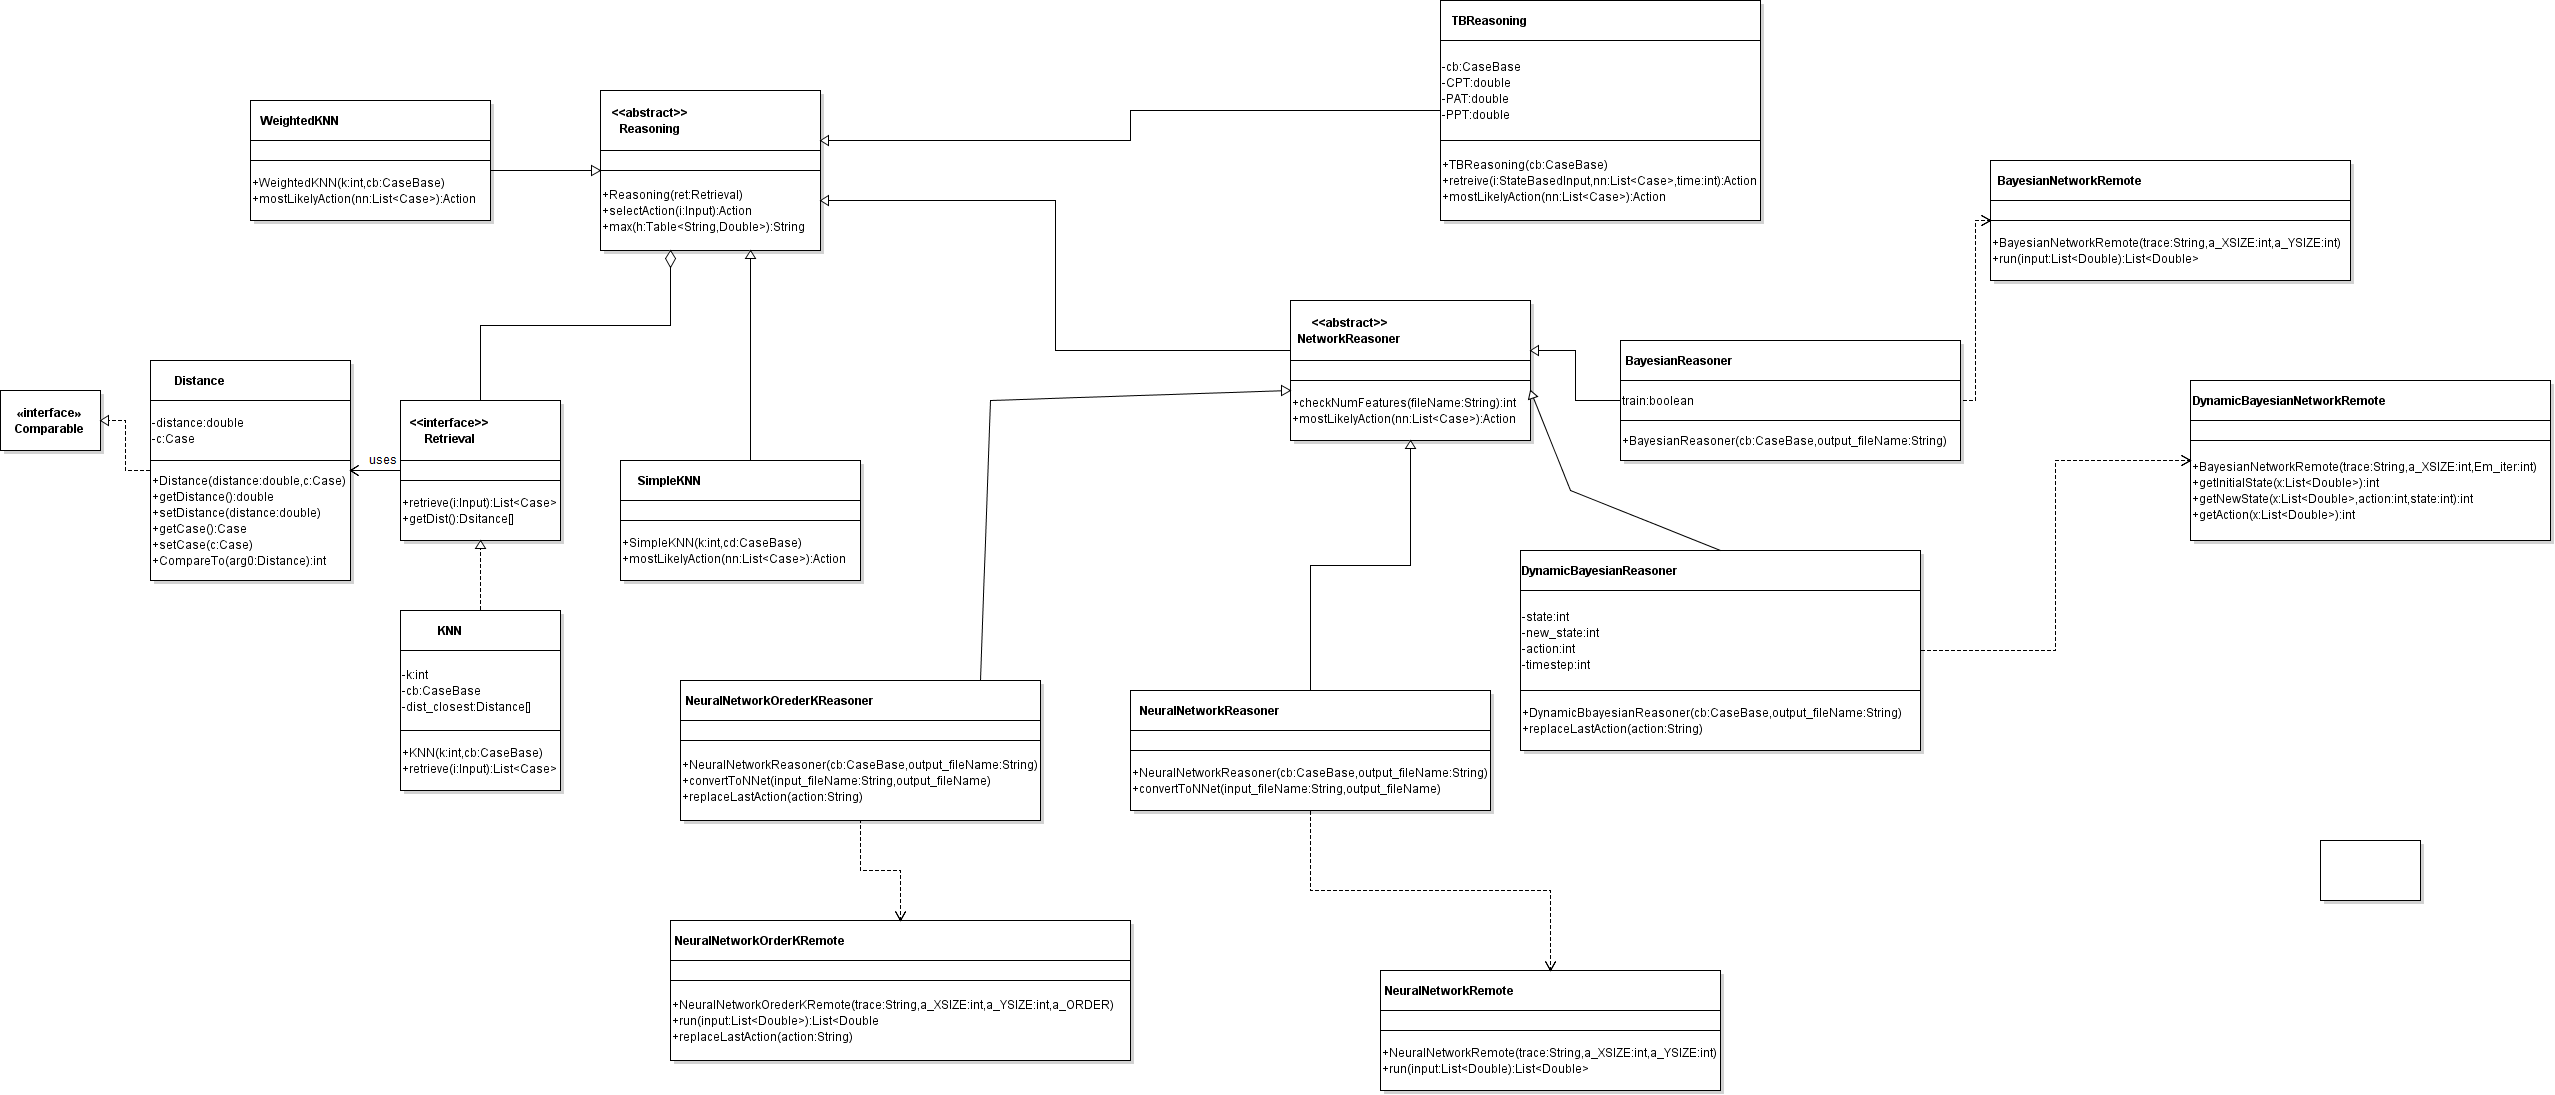 TBReasoning
-cb:CaseBase
-CPT:double
-PAT:double
-PPT:double
+TBReasoning(cb:CaseBase)
+retreive(i:StateBasedInput,nn:List<Case>,time:int):Action
+mostLikelyAction(nn:List<Case>):Action
WeightedKNN
+WeightedKNN(k:int,cb:CaseBase)
+mostLikelyAction(nn:List<Case>):Action
<<abstract>>
Reasoning
+Reasoning(ret:Retrieval)
+selectAction(i:Input):Action
+max(h:Table<String,Double>):String
BayesianNetworkRemote
+BayesianNetworkRemote(trace:String,a_XSIZE:int,a_YSIZE:int)
+run(input:List<Double):List<Double>
<<abstract>>
NetworkReasoner
+checkNumFeatures(fileName:String):int
+mostLikelyAction(nn:List<Case>):Action
BayesianReasoner
train:boolean
+BayesianReasoner(cb:CaseBase,output_fileName:String)
«interface»
Comparable
Distance
-distance:double
-c:Case
+Distance(distance:double,c:Case)
+getDistance():double
+setDistance(distance:double)
+getCase():Case
+setCase(c:Case)
+CompareTo(arg0:Distance):int
uses
<<interface>>
Retrieval
+retrieve(i:Input):List<Case>
+getDist():Dsitance[]
SimpleKNN
+SimpleKNN(k:int,cd:CaseBase)
+mostLikelyAction(nn:List<Case>):Action
DynamicBayesianNetworkRemote
+BayesianNetworkRemote(trace:String,a_XSIZE:int,Em_iter:int)
+getInitialState(x:List<Double>):int
+getNewState(x:List<Double>,action:int,state:int):int
+getAction(x:List<Double>):int
DynamicBayesianReasoner
-state:int
-new_state:int
-action:int
-timestep:int
+DynamicBbayesianReasoner(cb:CaseBase,output_fileName:String)
+replaceLastAction(action:String)
KNN
-k:int
-cb:CaseBase
-dist_closest:Distance[]
+KNN(k:int,cb:CaseBase)
+retrieve(i:Input):List<Case>
NeuralNetworkOrederKReasoner
+NeuralNetworkReasoner(cb:CaseBase,output_fileName:String)
+convertToNNet(input_fileName:String,output_fileName)
+replaceLastAction(action:String)
NeuralNetworkReasoner
+NeuralNetworkReasoner(cb:CaseBase,output_fileName:String)
+convertToNNet(input_fileName:String,output_fileName)
NeuralNetworkOrderKRemote
+NeuralNetworkOrederKRemote(trace:String,a_XSIZE:int,a_YSIZE:int,a_ORDER)
+run(input:List<Double>):List<Double
+replaceLastAction(action:String)
NeuralNetworkRemote
+NeuralNetworkRemote(trace:String,a_XSIZE:int,a_YSIZE:int)
+run(input:List<Double):List<Double>